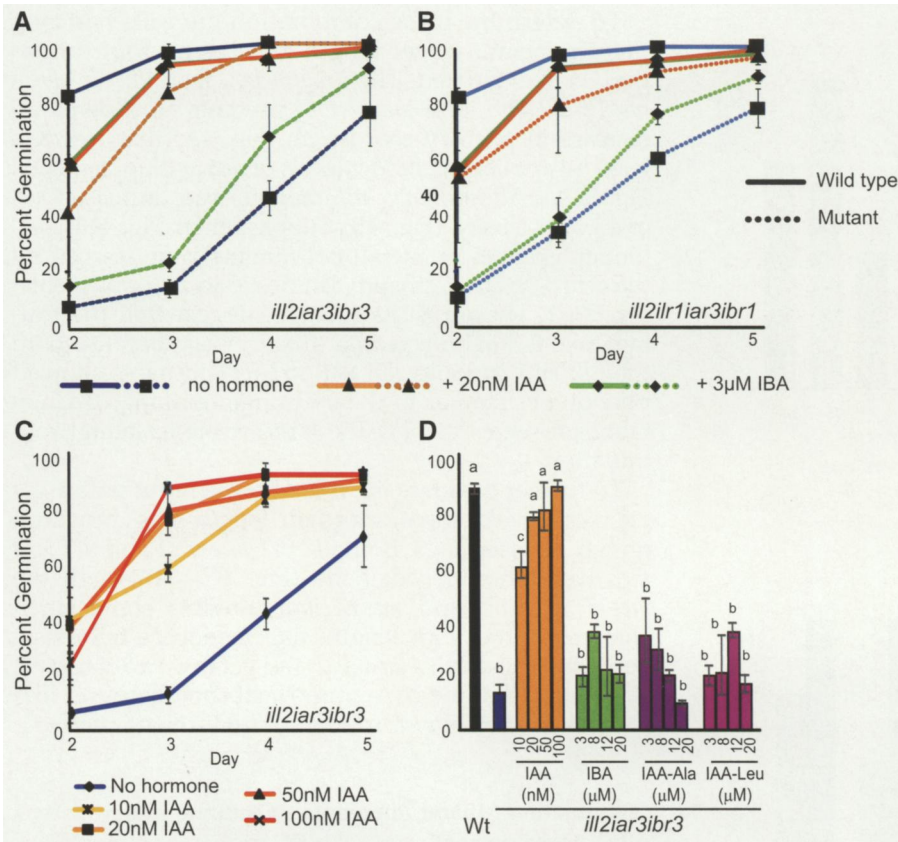 A
B
100
80
60
40
20
0
Percent Germination
2
3
4
5
Day
ill2iar3ibr3
100
80
60
40
40
20
0
2
3
4
5
Day
ill2ilr1iar3ibr1
Wild type
Mutant
no hormone
+ 20nM IAA
+ 3µM IBA
C
D
100
80
60
40
20
0
Percent Germination
2
3
4
5
Day
ill2iar3ibr3
No hormone
10nM IAA
20nM IAA
50nM IAA
100nM IAA
100
80
60
40
20
0
a
b
c
a
a
a
b
b
b
b
b
b
b
b
b
b
b
b
10 20 50 100
3 8 12 20
3 8 12 20
3 8 12 20
IAA IBA IAA-Ala IAA-Leu
(nM) (µM) (µM) (µM)
Wt ill2iar3ibr3